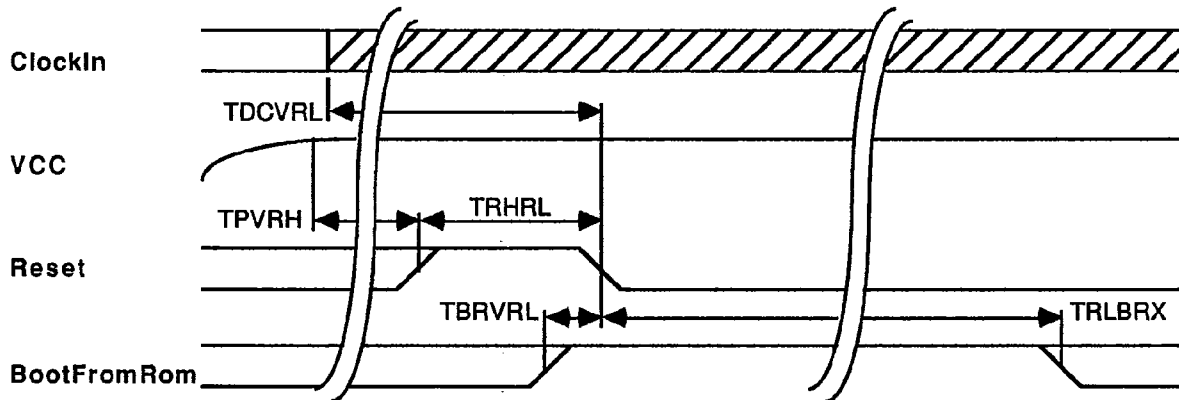 ClockIn
TDCVRL
VCC
TPVRH TRHRL
Reset
TBRVRL TRLBRX
BootFromRom